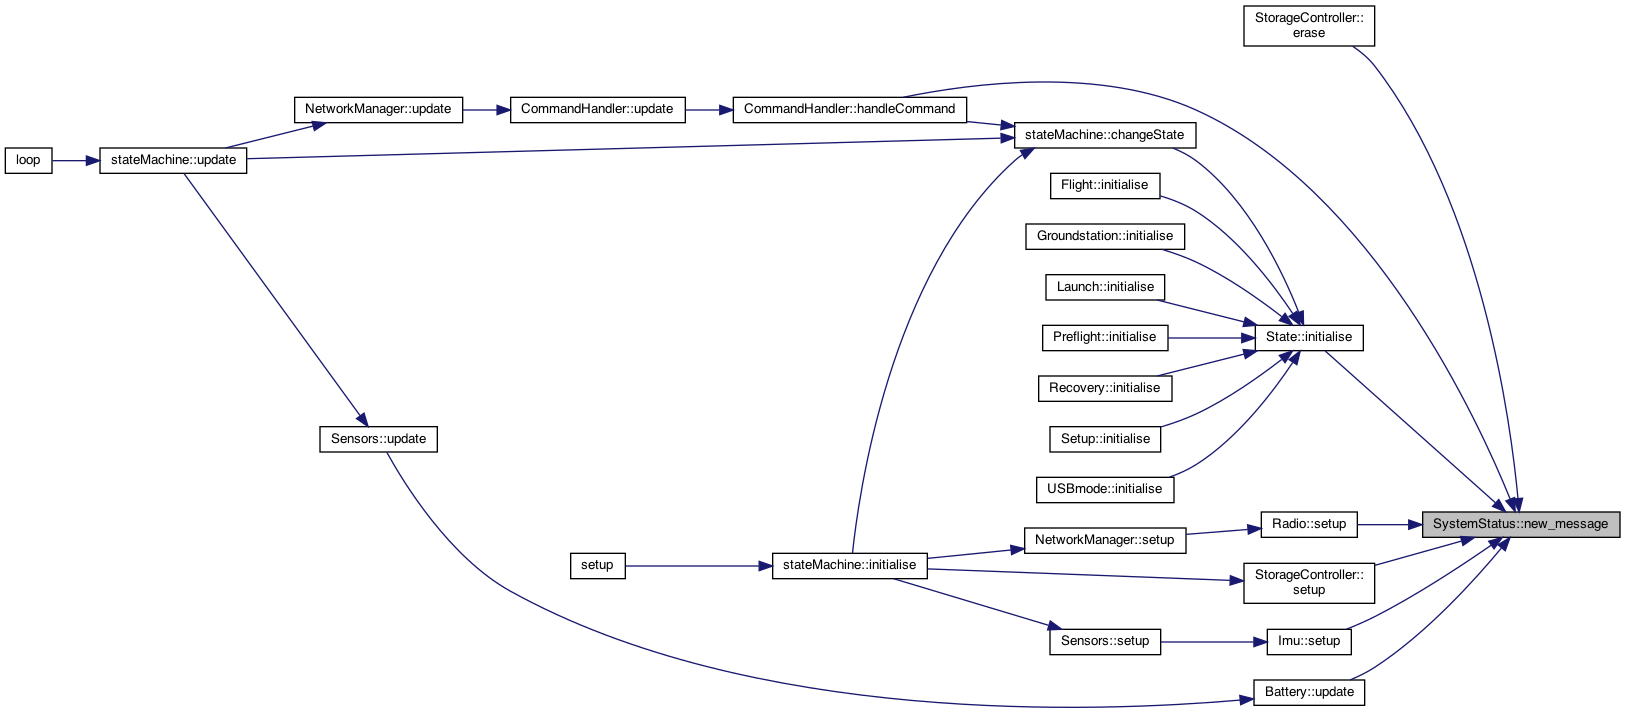 StorageController::
erase
NetworkManager::update
CommandHandler::update
CommandHandler::handleCommand
stateMachine::changeState
loop
stateMachine::update
Flight::initialise
Groundstation::initialise
Launch::initialise
Preflight::initialise
State::initialise
Recovery::initialise
Sensors::update
Setup::initialise
USBmode::initialise
Radio::setup
SystemStatus::new_message
NetworkManager::setup
setup
stateMachine::initialise
StorageController::
setup
Sensors::setup
Imu::setup
Battery::update